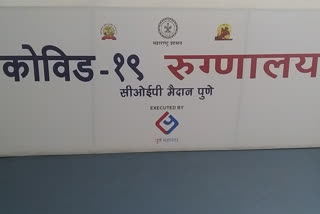 महाराष्ट्र शासन
कोविड-१९ रुग्णालय
सीओईपी मैदान पुणे
EXECUTED BY